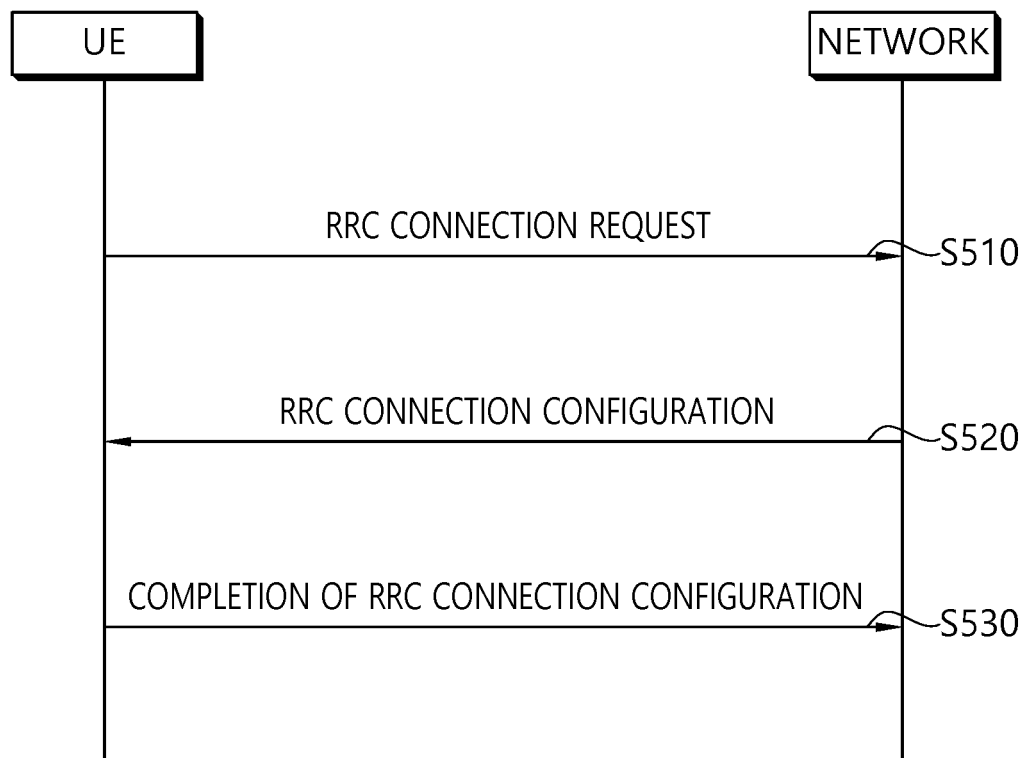 UE
NETWORK
RRC CONNECTION REQUEST
S510
RRC CONNECTION CONFIGURATION
S520
COMPLETION OF RRC CONNECTION CONFIGURATION
S530